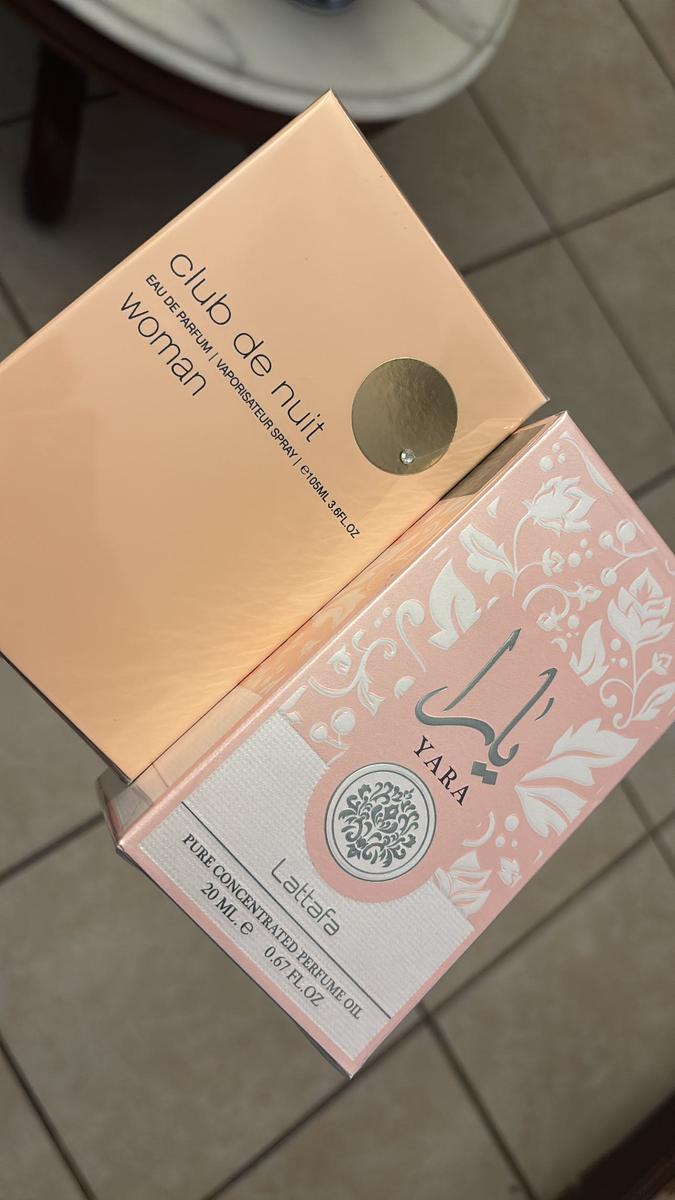 club de nuit
EAU DE PARFUM | VAPORISATEUR SPRAY | e105ML 3.6FL.OZ
woman
يارا
YARA
Lattafa
PURE CONCENTRATED PERFUME OIL
20 ML. e 0.67 FL.OZ